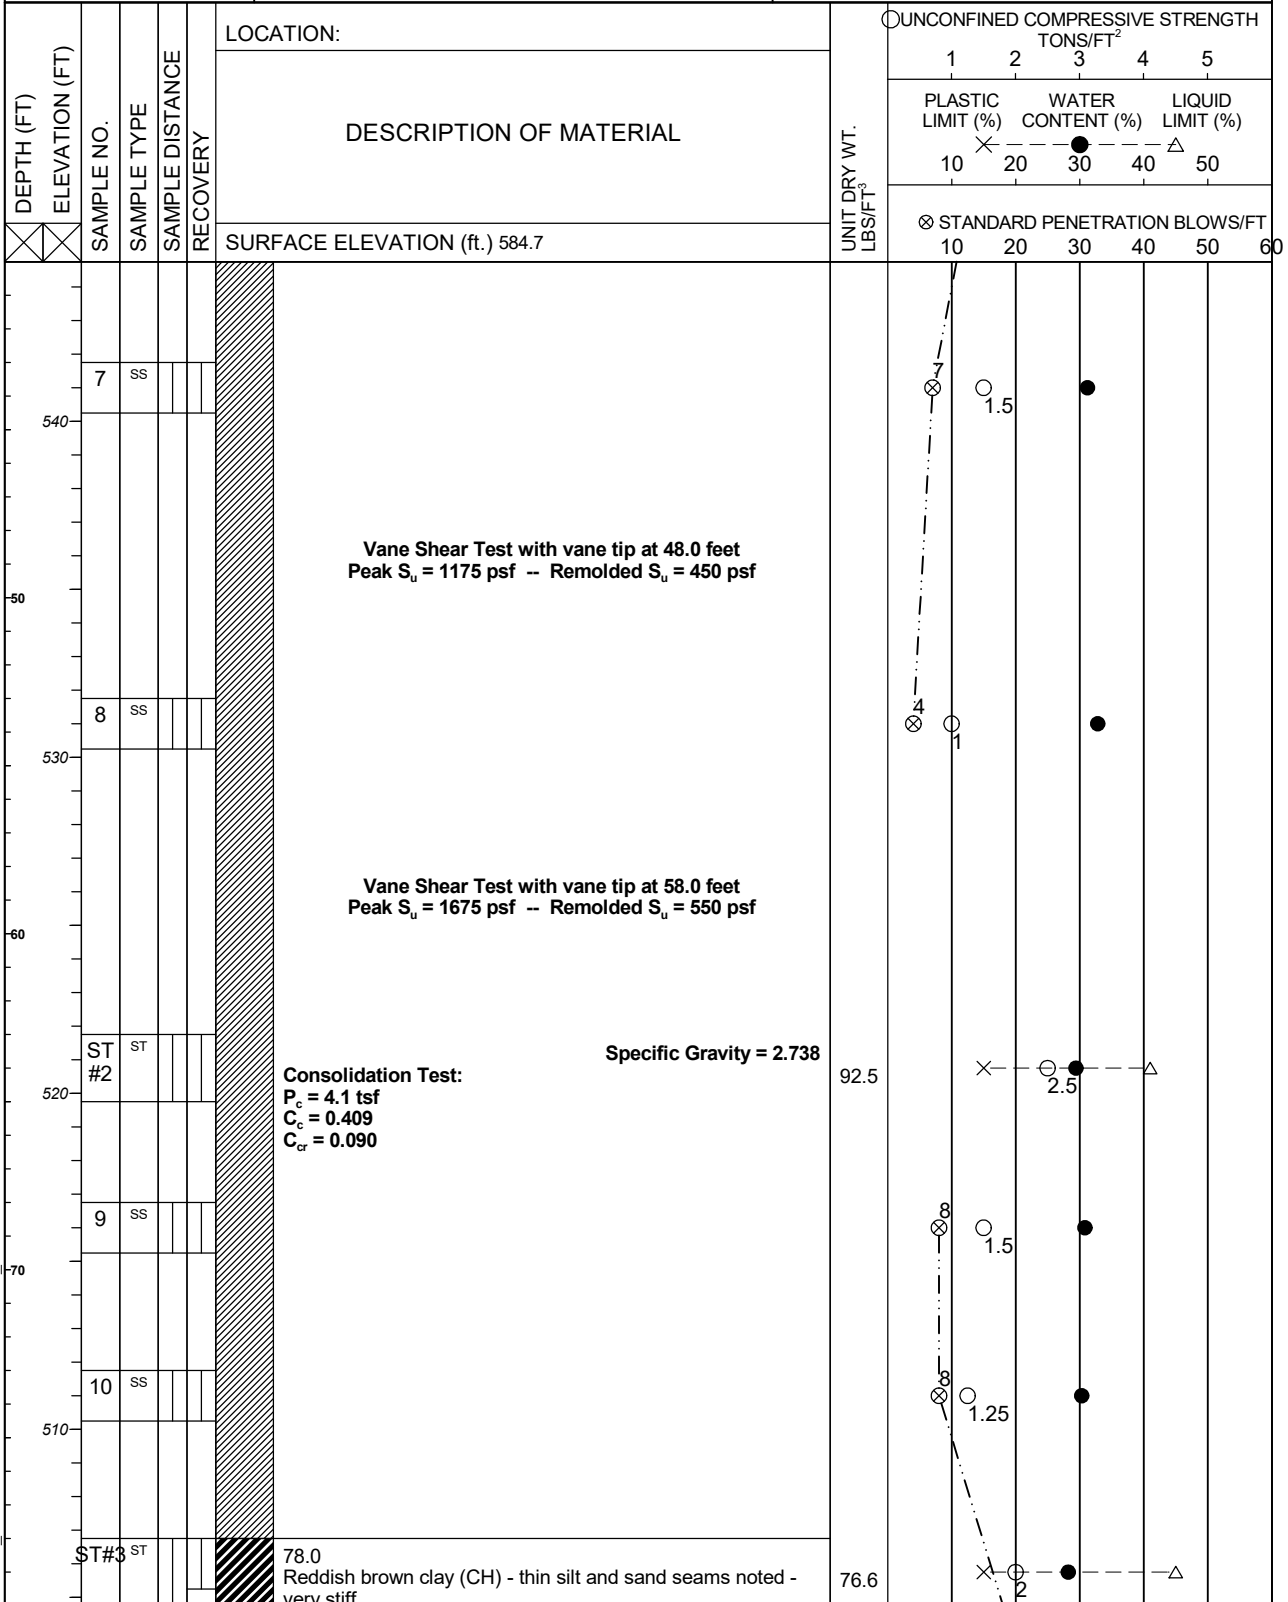 LOCATION:
DEPTH (FT)
ELEVATION (FT)
SAMPLE NO.
SAMPLE TYPE
SAMPLE DISTANCE
RECOVERY
DESCRIPTION OF MATERIAL
SURFACE ELEVATION (ft.) 584.7
UNIT DRY WT.
LBS/FT³
UNCONFINED COMPRESSIVE STRENGTH
TONS/FT²
1 2 3 4 5
PLASTIC WATER LIQUID
LIMIT (%) CONTENT (%) LIMIT (%)
10 20 30 40 50
STANDARD PENETRATION BLOWS/FT
10 20 30 40 50 60
7 SS
7
1.5
540
Vane Shear Test with vane tip at 48.0 feet
Peak Su = 1175 psf -- Remolded Su = 450 psf
50
8 SS
4
1
530
Vane Shear Test with vane tip at 58.0 feet
Peak Su = 1675 psf -- Remolded Su = 550 psf
60
ST ST
#2
Specific Gravity = 2.738
92.5
2.5
520
Consolidation Test:
Pc = 4.1 tsf
Cc = 0.409
Ccr = 0.090
9 SS
8
1.5
70
10 SS
8
1.25
510
ST#3 ST
78.0
Reddish brown clay (CH) - thin silt and sand seams noted -
very stiff
76.6
2